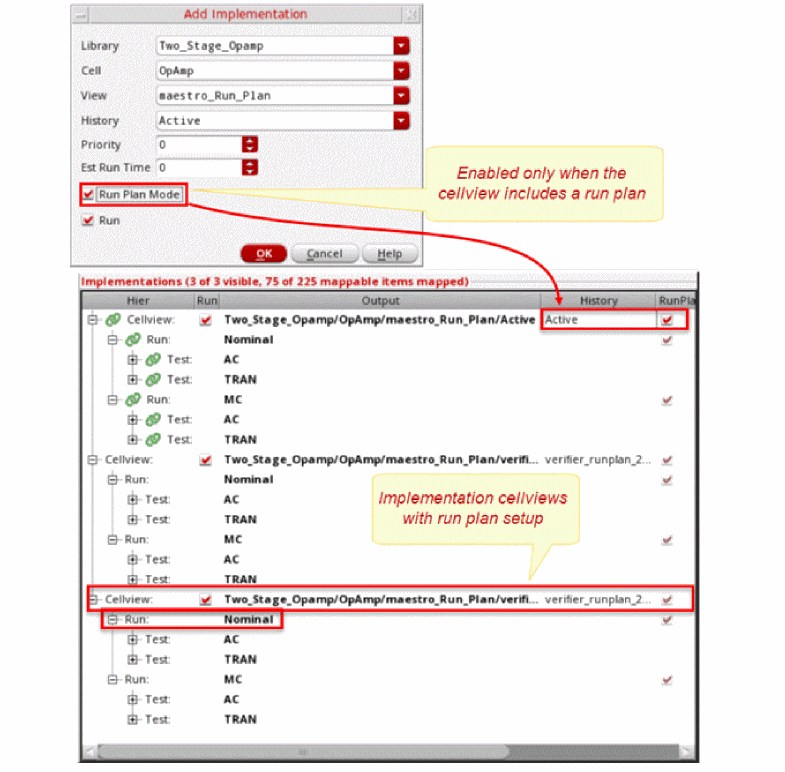 Add Implementation
Library Two_Stage_Opamp
Cell OpAmp
View maestro_Run_Plan
History Active
Priority 0
Est Run Time 0
Run Plan Mode
Run
OK Cancel Help
Enabled only when the
cellview includes a run plan
Implementations (3 of 3 visible, 75 of 225 mappable items mapped)
Hier Run Output History RunPla
Cellview: Two_Stage_Opamp/OpAmp/maestro_Run_Plan/Active Active
Run: Nominal
Test: AC
Test: TRAN
Run: MC
Test: AC
Test: TRAN
Cellview: Two_Stage_Opamp/OpAmp/maestro_Run_Plan/verifi... verifier_runplan_2...
Run: Nominal
Test: AC
Test: TRAN
Run: MC
Test: AC
Test: TRAN
Implementation cellviews
with run plan setup
Cellview: Two_Stage_Opamp/OpAmp/maestro_Run_Plan/verifi... verifier_runplan_2...
Run: Nominal
Test: AC
Test: TRAN
Run: MC
Test: AC
Test: TRAN